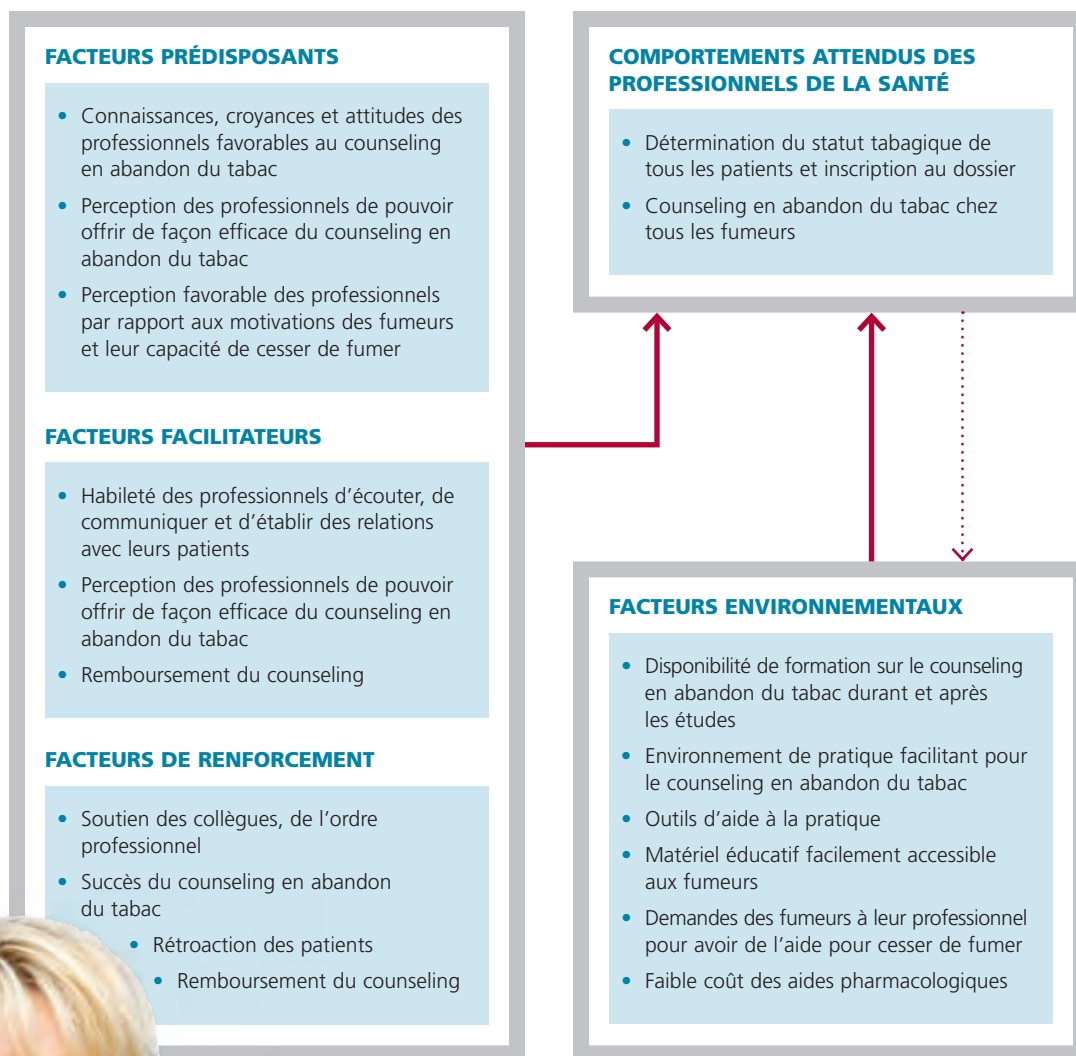 FACTEURS PRÉDISPOSANTS
• Connaissances, croyances et attitudes des
professionnels favorables au counseling
en abandon du tabac
• Perception des professionnels de pouvoir
offrir de façon efficace du counseling en
abandon du tabac
• Perception favorable des professionnels
par rapport aux motivations des fumeurs
et leur capacité de cesser de fumer
FACTEURS FACILITATEURS
• Habileté des professionnels d'écouter, de
communiquer et d'établir des relations
avec leurs patients
• Perception des professionnels de pouvoir
offrir de façon efficace du counseling en
abandon du tabac
• Remboursement du counseling
FACTEURS DE RENFORCEMENT
• Soutien des collègues, de l'ordre
professionnel
• Succès du counseling en abandon
du tabac
• Rétroaction des patients
• Remboursement du counseling
COMPORTEMENTS ATTENDUS DES
PROFESSIONNELS DE LA SANTÉ
• Détermination du statut tabagique de
tous les patients et inscription au dossier
• Counseling en abandon du tabac chez
tous les fumeurs
FACTEURS ENVIRONNEMENTAUX
• Disponibilité de formation sur le counseling
en abandon du tabac durant et après
les études
• Environnement de pratique facilitant pour
le counseling en abandon du tabac
• Outils d'aide à la pratique
• Matériel éducatif facilement accessible
aux fumeurs
• Demandes des fumeurs à leur professionnel
pour avoir de l'aide pour cesser de fumer
• Faible coût des aides pharmacologiques